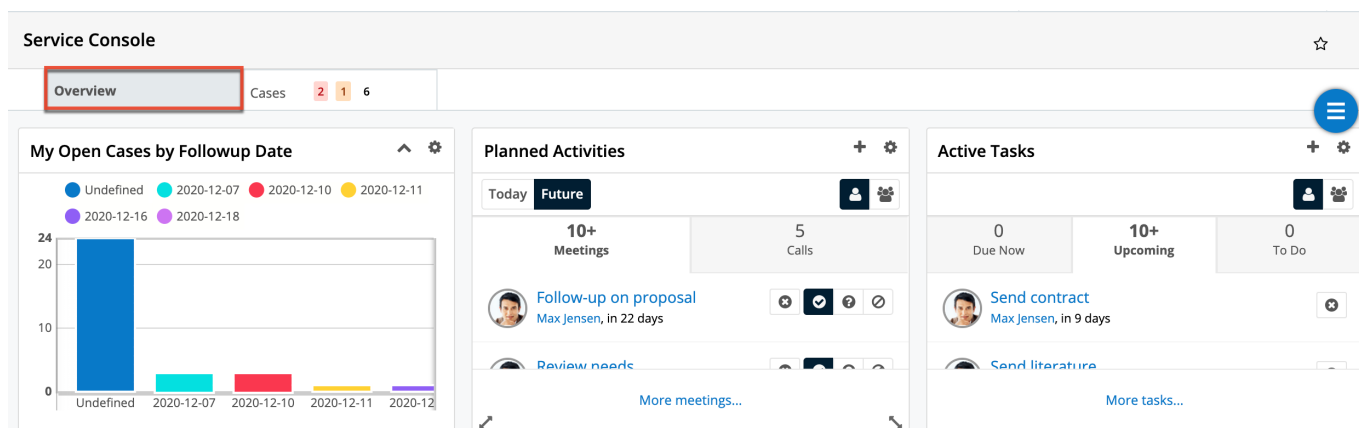 Service Console
Overview
Cases 2 1 6
My Open Cases by Followup Date
Undefined 2020-12-07 2020-12-10 2020-12-11
2020-12-16 2020-12-18
24
20
10
0
Undefined 2020-12-07 2020-12-10 2020-12-11 2020-12
Planned Activities
Today Future
10+ 5
Meetings Calls
Follow-up on proposal
Max Jensen, in 22 days
Review needs
More meetings...
Active Tasks
0 10+ 0
Due Now Upcoming To Do
Send contract
Max Jensen, in 9 days
Send literature
More tasks...